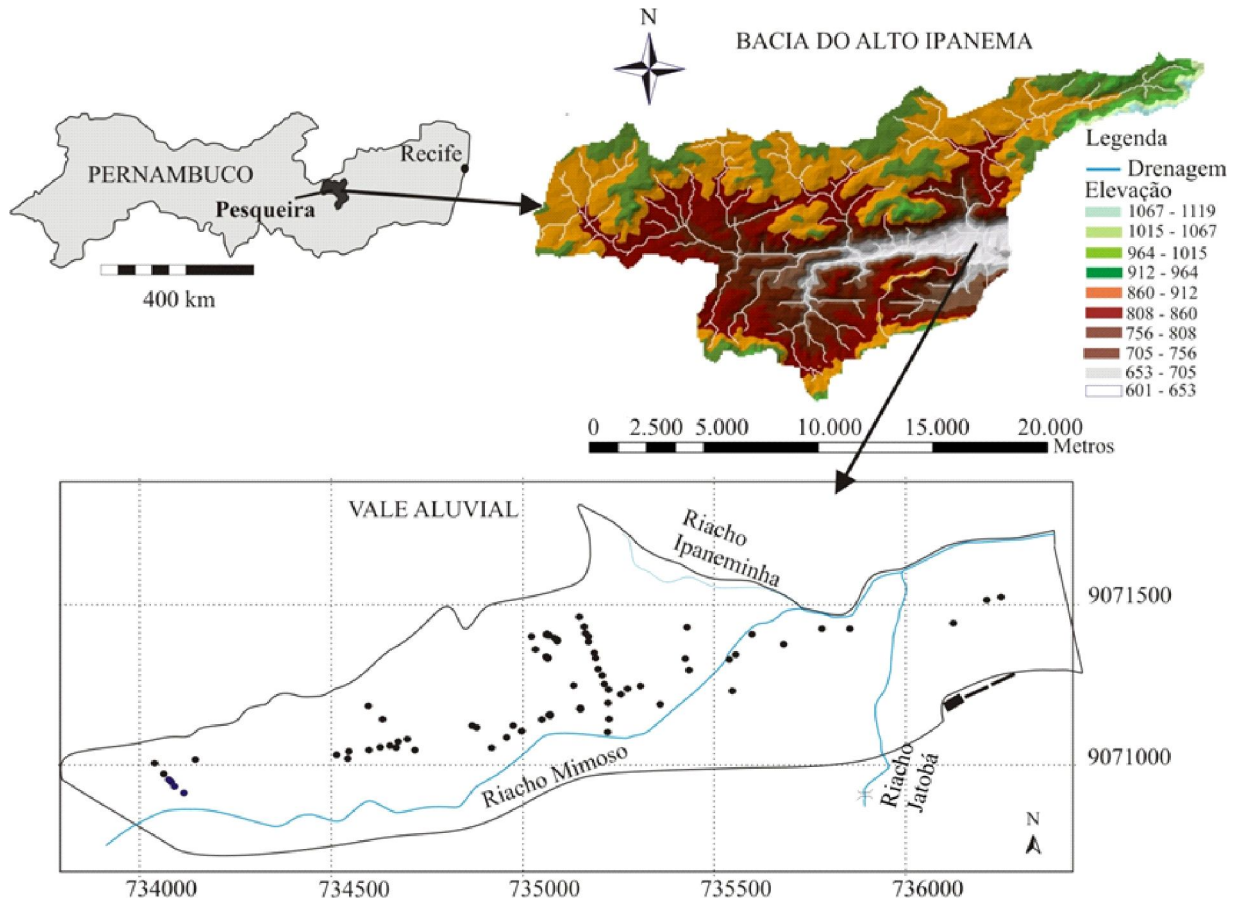 N
BACIA DO ALTO IPANEMA
PERNAMBUCO
Recife
Pesqueira
400 km
Legenda
Drenagem
Elevação
1067 - 1119
1015 - 1067
964 - 1015
912 - 964
860 - 912
808 - 860
756 - 808
705 - 756
653 - 705
601 - 653
0 2.500 5.000 10.000 15.000 20.000
Metros
VALE ALUVIAL
Riacho
Ipaneminha
9071500
Riacho Mimoso
Riacho
Jatobá
9071000
N
734000 734500 735000 735500 736000